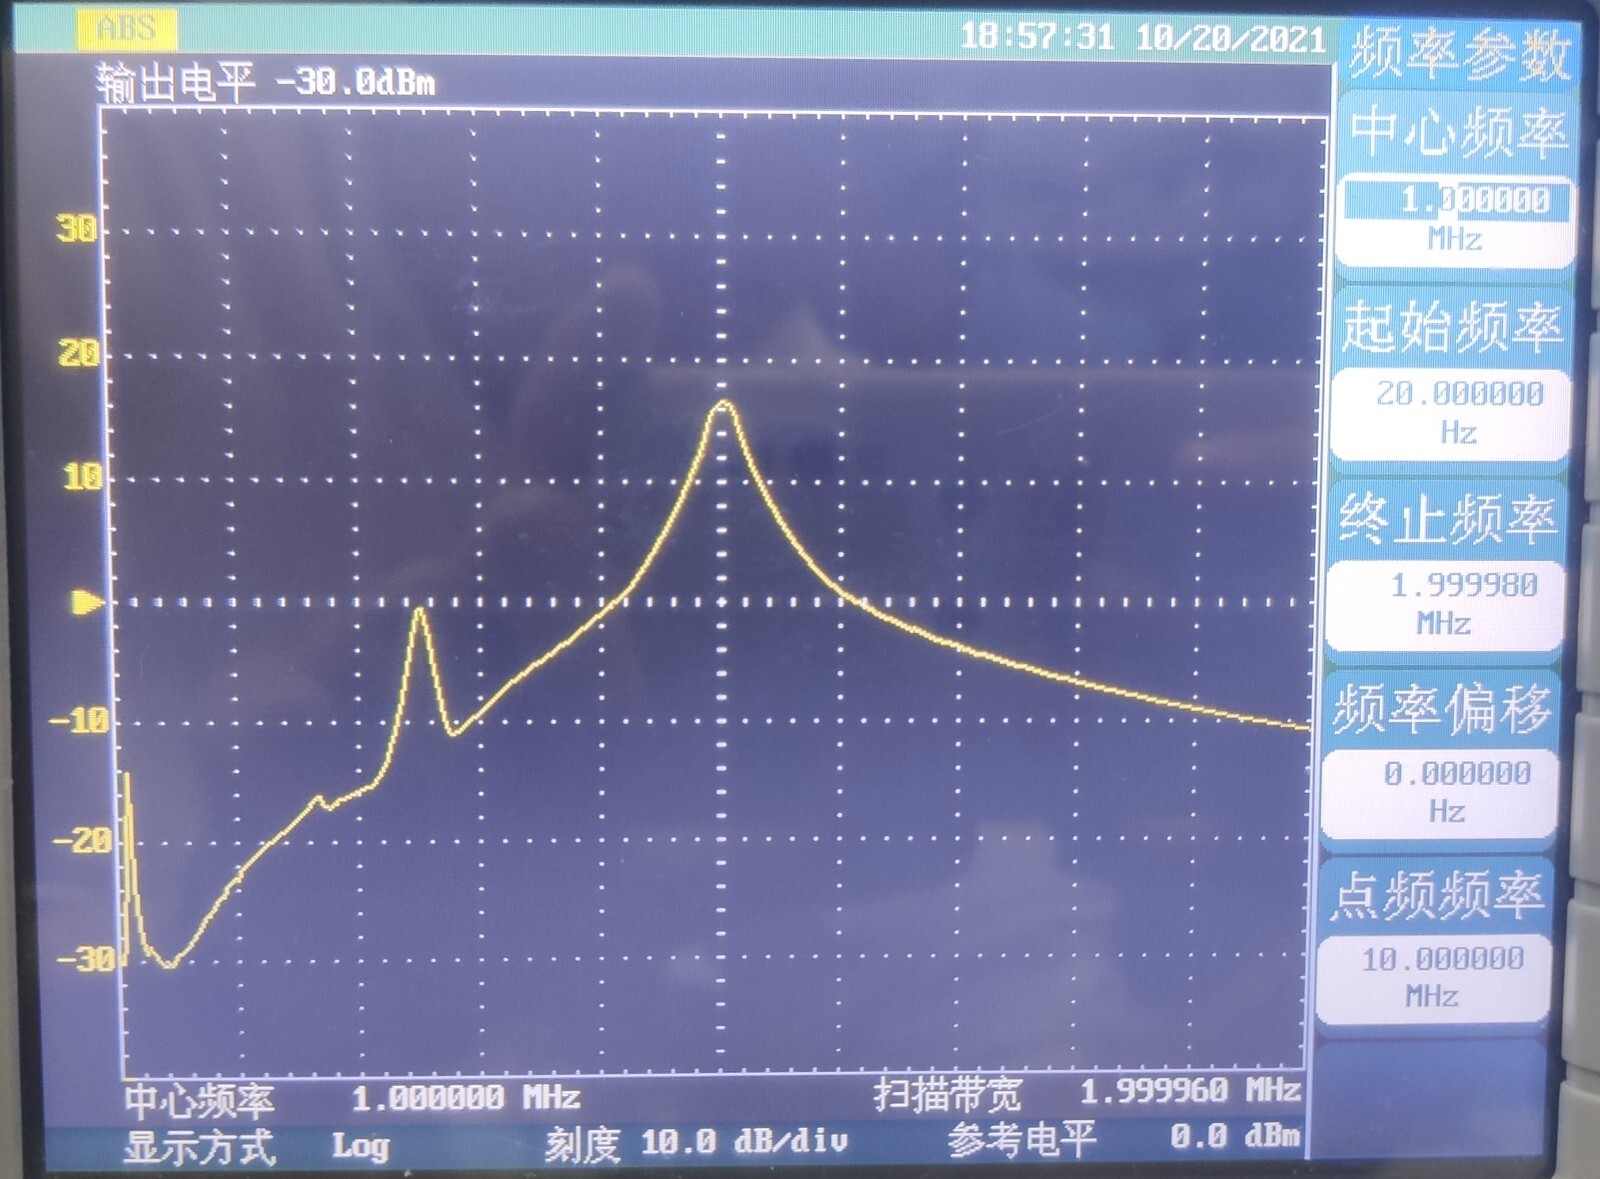 ABS
18:57:31 10/20/2021
输出电平 -30.0dBm
30
20
10
-10
-20
-30
中心频率 1.000000 MHz
扫描带宽 1.999960 MHz
显示方式 Log
刻度 10.0 dB/div
参考电平 0.0 dBm
频率参数
中心频率
1.000000
MHz
起始频率
20.000000
Hz
终止频率
1.999980
MHz
频率偏移
0.000000
Hz
点频频率
10.000000
MHz